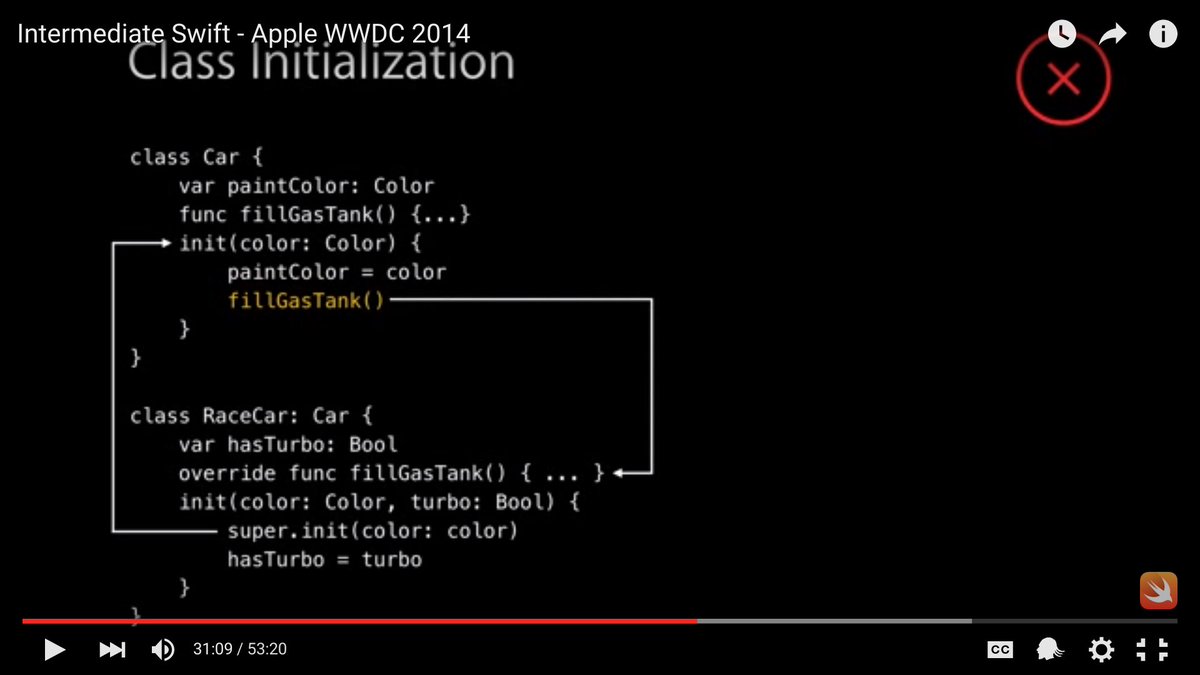 Intermediate Swift - Apple WWDC 2014
Class Initialization
class Car {
var paintColor: Color
func fillGasTank() {...}
init(color: Color) {
paintColor = color
fillGasTank()
}
}
class RaceCar: Car {
var hasTurbo: Bool
override func fillGasTank() { ... }
init(color: Color, turbo: Bool) {
super.init(color: color)
hasTurbo = turbo
}
}
31:09 / 53:20
CC